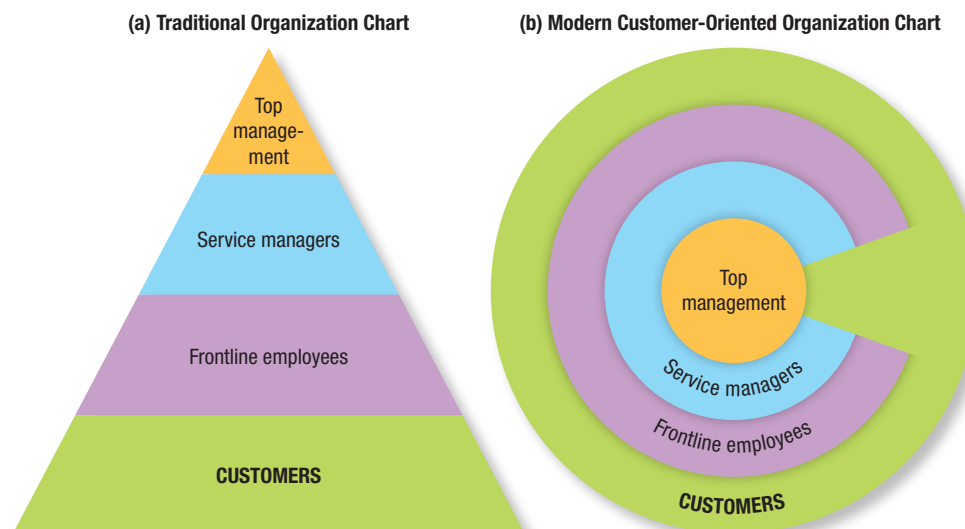 (a) Traditional Organization Chart
Top
manage-
ment
Service managers
Frontline employees
CUSTOMERS
(b) Modern Customer-Oriented Organization Chart
Top
management
Service managers
Frontline employees
CUSTOMERS